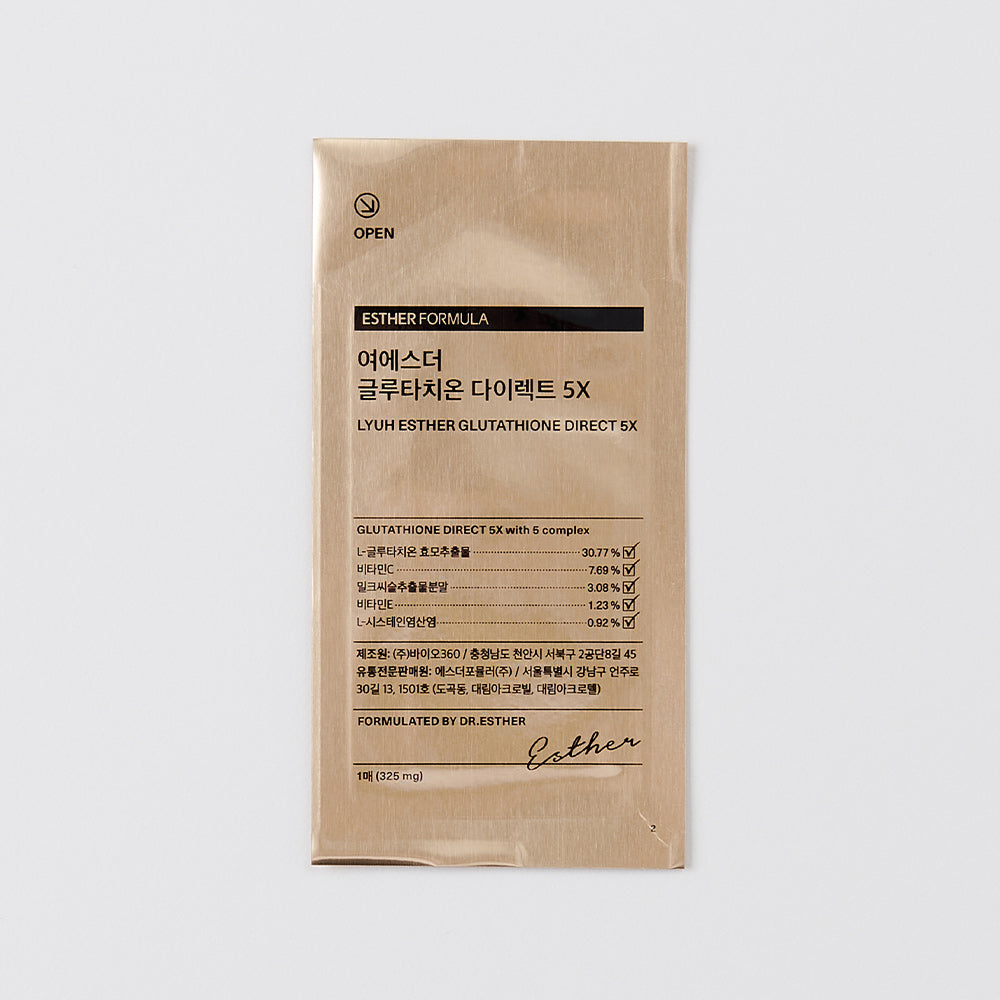 OPEN
ESTHER FORMULA
여에스더
글루타치온 다이렉트 5X
LYUH ESTHER GLUTATHIONE DIRECT 5X
GLUTATHIONE DIRECT 5X with 5 complex
L-글루타치온 효모추출물 30.77 %
비타민C 7.69 %
밀크씨슬추출물분말 3.08 %
비타민E 1.23 %
L-시스테인염산염 0.92 %
제조원: (주)바이오360 / 충청남도 천안시 서북구 2공단8길 45
유통전문판매원: 에스더포뮬러(주) / 서울특별시 강남구 언주로
30길 13, 1501호 (도곡동, 대림아크로빌, 대림아크로텔)
FORMULATED BY DR.ESTHER
Esther
1매 (325 mg)
2